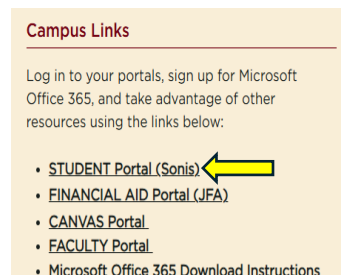 Campus Links
Log in to your portals, sign up for Microsoft
Office 365, and take advantage of other
resources using the links below:
• STUDENT Portal (Sonis)
• FINANCIAL AID Portal (JFA)
• CANVAS Portal
• FACULTY Portal
• Microsoft Office 365 Download Instructions